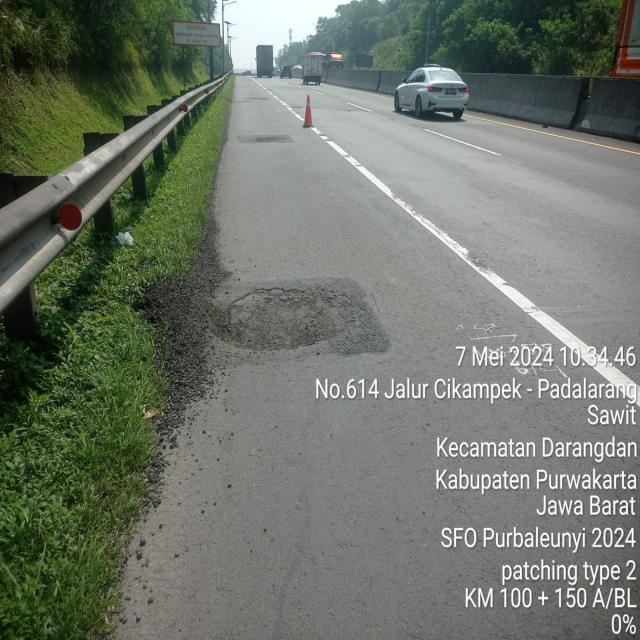 7 Mei 2024 10.34.46
No.614 Jalur Cikampek - Padalarang
Sawit
Kecamatan Darangdan
Kabupaten Purwakarta
Jawa Barat
SFO Purbaleunyi 2024
patching type 2
KM 100 + 150 A/BL
0%